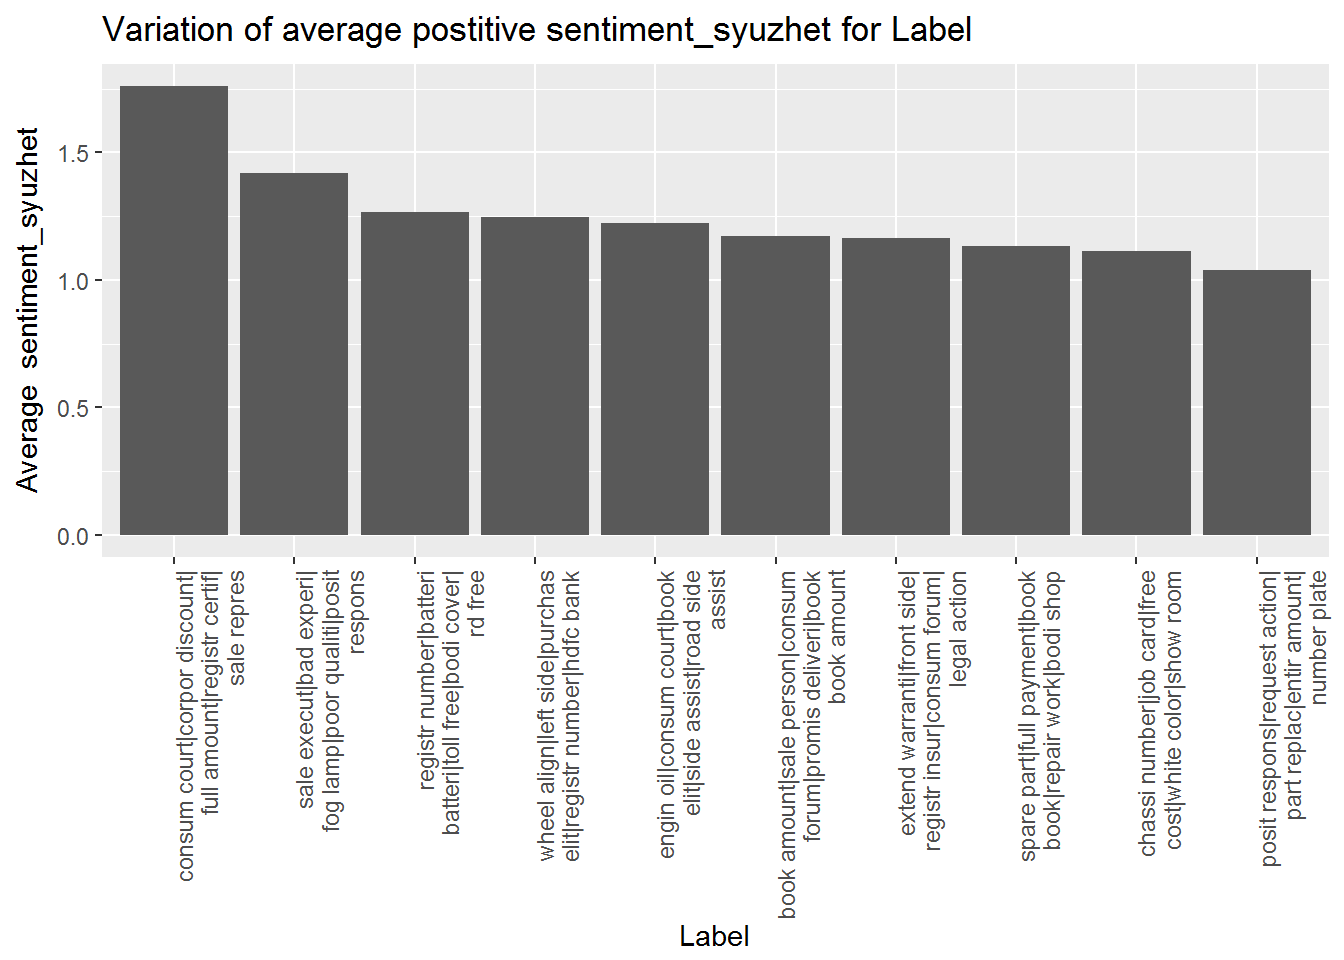 Variation of average postitive sentiment_syuzhet for Label
Average  sentiment_syuzhet
1.5
1.0
0.5
0.0
consum court|corpor discount|
full amount|registr certif|
sale repres
sale execut|bad experi|
fog lamp|poor qualiti|posit
respons
registr number|batteri
batteri|toll free|bodi cover|
rd free
wheel align|left side|purchas
elit|registr number|hdfc bank
engin oil|consum court|book
elit|side assist|road side
assist
book amount|sale person|consum
forum|promis deliveri|book
book amount
extend warranti|front side|
registr insur|consum forum|
legal action
spare part|full payment|book
book|repair work|bodi shop
chassi number|job card|free
cost|white color|show room
posit respons|request action|
part replac|entir amount|
number plate
Label